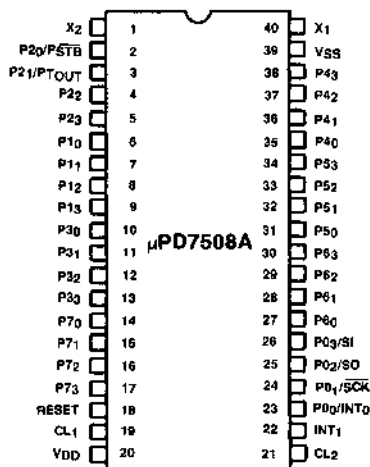 X₂ 1 40 X₁
P2₀/PS̅T̅B̅ 2 39 VSS
P2₁/PTOUT 3 38 P4₃
P2₂ 4 37 P4₂
P2₃ 5 36 P4₁
P1₀ 6 35 P4₀
P1₁ 7 34 P5₃
P1₂ 8 33 P5₂
P1₃ 9 32 P5₁
P3₀ 10 31 P5₀
μPD7508A
P3₁ 11 30 P6₃
P3₂ 12 29 P6₂
P3₃ 13 28 P6₁
P7₀ 14 27 P6₀
P7₁ 15 26 P0₃/SI
P7₂ 16 25 P0₂/SO
P7₃ 17 24 P0₁/S̅C̅K̅
RESET 18 23 P0₀/INT₀
CL₁ 19 22 INT₁
VDD 20 21 CL₂